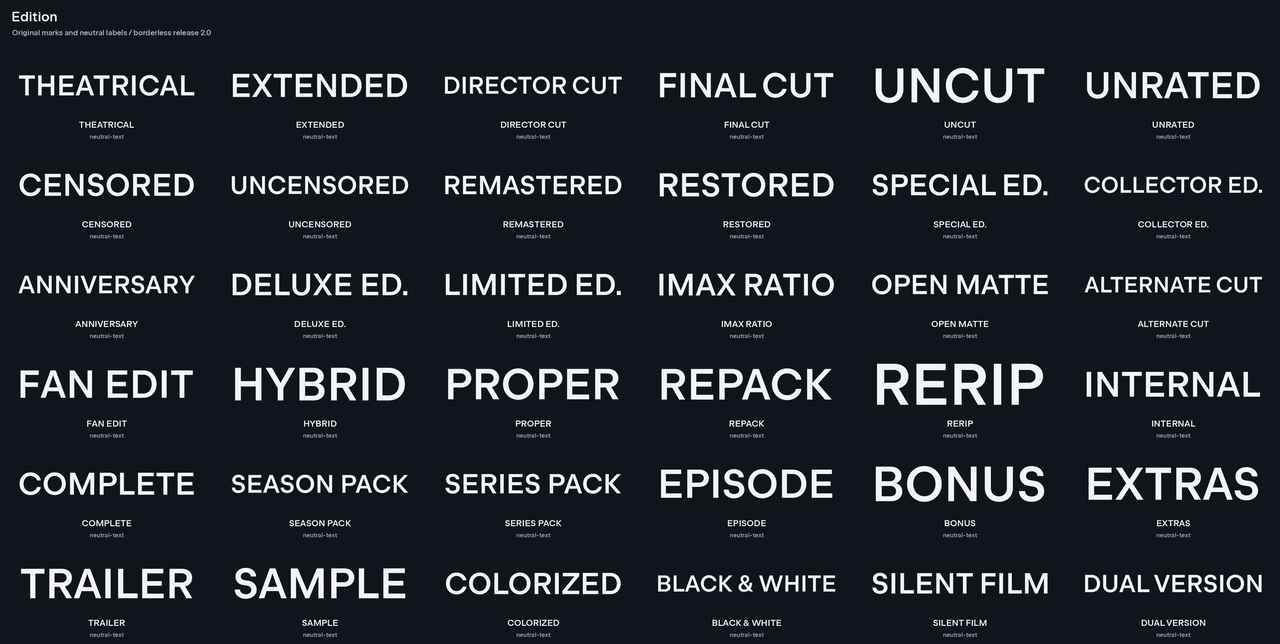 Edition
Original marks and neutral labels / borderless release 2.0
THEATRICAL EXTENDED DIRECTOR CUT FINAL CUT UNCUT UNRATED
THEATRICAL EXTENDED DIRECTOR CUT FINAL CUT UNCUT UNRATED
neutral-text neutral-text neutral-text neutral-text neutral-text neutral-text
CENSORED UNCENSORED REMASTERED RESTORED SPECIAL ED. COLLECTOR ED.
CENSORED UNCENSORED REMASTERED RESTORED SPECIAL ED. COLLECTOR ED.
neutral-text neutral-text neutral-text neutral-text neutral-text neutral-text
ANNIVERSARY DELUXE ED. LIMITED ED. IMAX RATIO OPEN MATTE ALTERNATE CUT
ANNIVERSARY DELUXE ED. LIMITED ED. IMAX RATIO OPEN MATTE ALTERNATE CUT
neutral-text neutral-text neutral-text neutral-text neutral-text neutral-text
FAN EDIT HYBRID PROPER REPACK RERIP INTERNAL
FAN EDIT HYBRID PROPER REPACK RERIP INTERNAL
neutral-text neutral-text neutral-text neutral-text neutral-text neutral-text
COMPLETE SEASON PACK SERIES PACK EPISODE BONUS EXTRAS
COMPLETE SEASON PACK SERIES PACK EPISODE BONUS EXTRAS
neutral-text neutral-text neutral-text neutral-text neutral-text neutral-text
TRAILER SAMPLE COLORIZED BLACK & WHITE SILENT FILM DUAL VERSION
TRAILER SAMPLE COLORIZED BLACK & WHITE SILENT FILM DUAL VERSION
neutral-text neutral-text neutral-text neutral-text neutral-text neutral-text